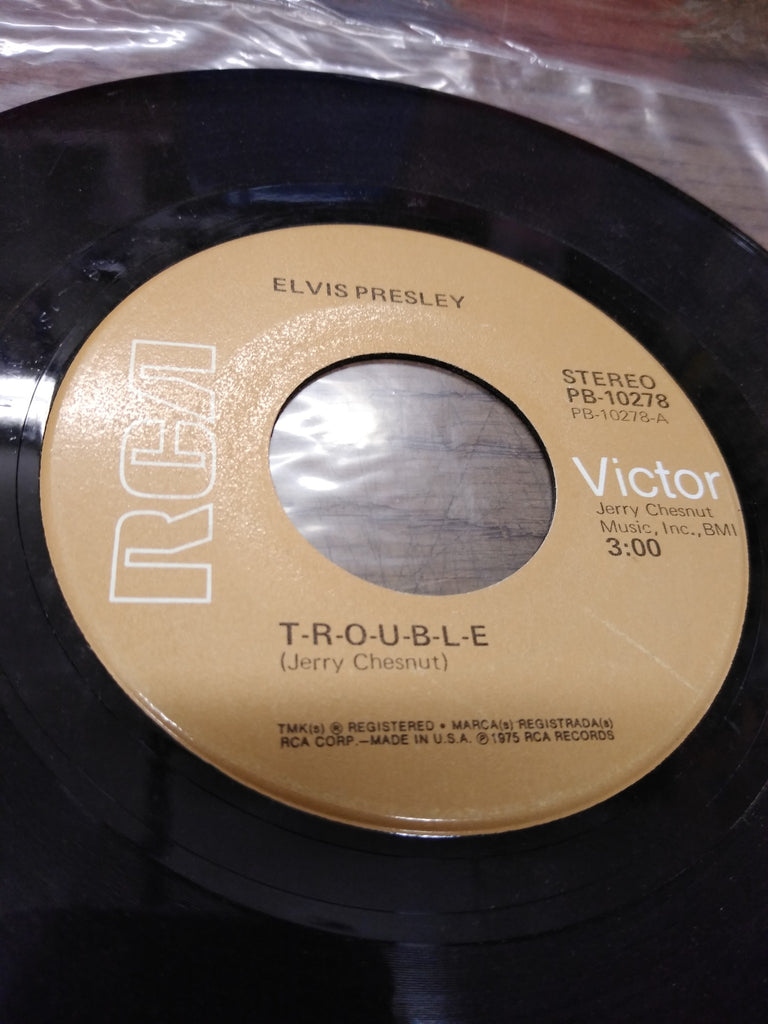 ELVIS PRESLEY
RCA
STEREO
PB-10278
PB-10278-A
Victor
Jerry Chesnut
Music, Inc., BMI
3:00
T-R-O-U-B-L-E
(Jerry Chesnut)
TMK(s) ® REGISTERED • MARCA(s) REGISTRADA(s)
RCA CORP.—MADE IN U.S.A. ℗ 1975 RCA RECORDS